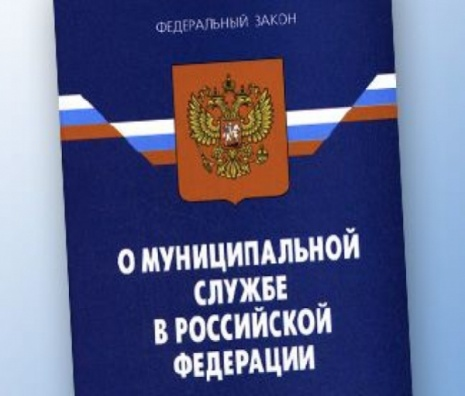 ФЕДЕРАЛЬНЫЙ ЗАКОН
О МУНИЦИПАЛЬНОЙ
СЛУЖБЕ
В РОССИЙСКОЙ
ФЕДЕРАЦИИ